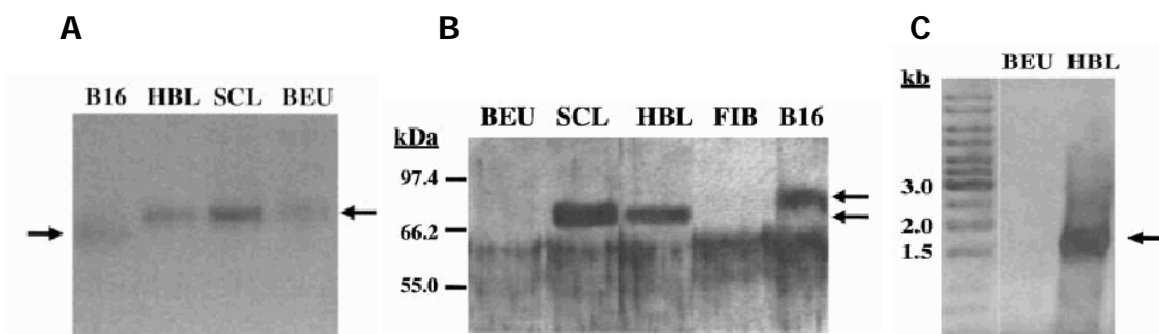 A
B16 HBL SCL BEU
B
BEU SCL HBL FIB B16
kDa
97.4
66.2
55.0
C
BEU HBL
kb
3.0
2.0
1.5